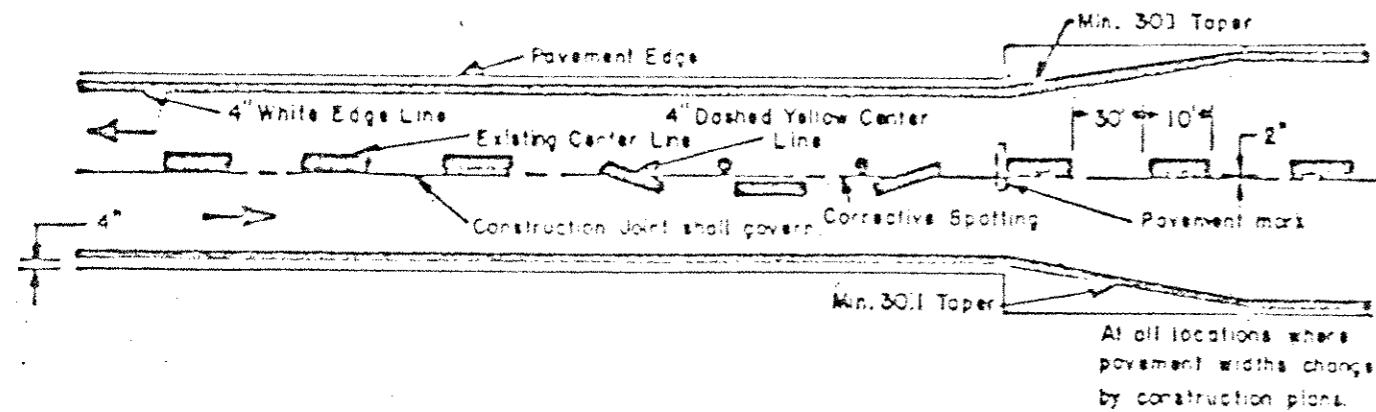 Min. 30:1 Taper
Pavement Edge
4" White Edge Line
4" Dashed Yellow Center
Line
30' 10'
2"
Existing Center Line
4"
Construction Joint shall govern.
Corrective Spotting
Pavement mark
Min. 30:1 Taper
At all locations where
pavement widths change
by construction plans.